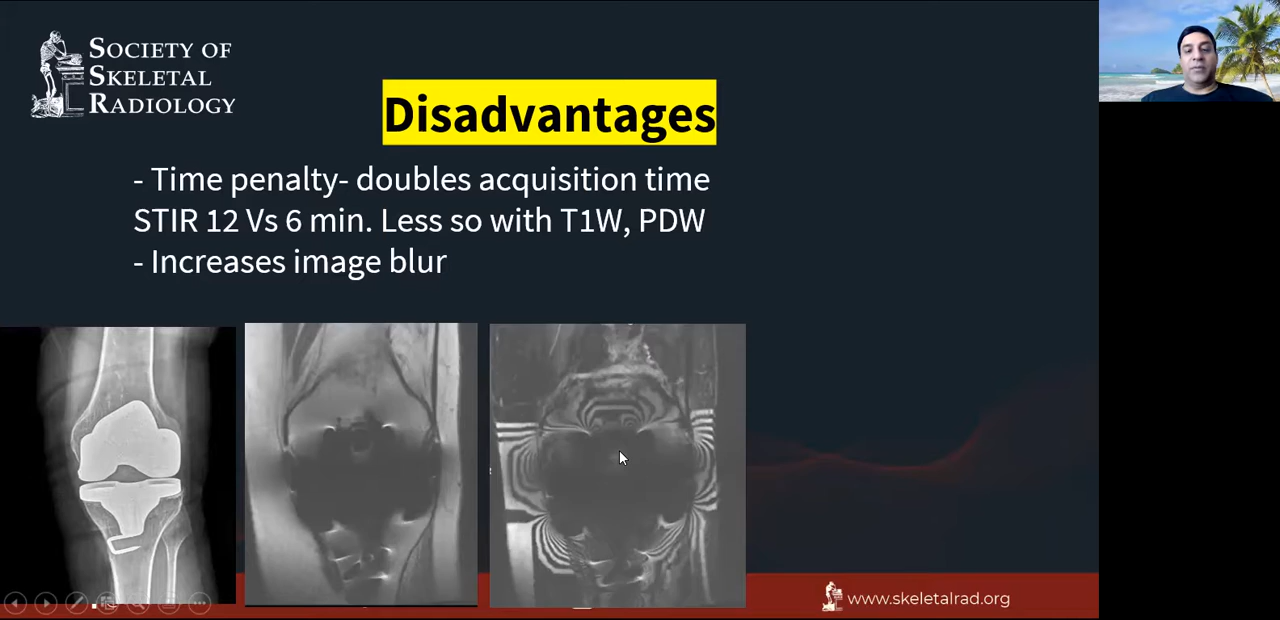 SOCIETY OF
SKELETAL
RADIOLOGY
Disadvantages
- Time penalty- doubles acquisition time
STIR 12 Vs 6 min. Less so with T1W, PDW
- Increases image blur
www.skeletalrad.org